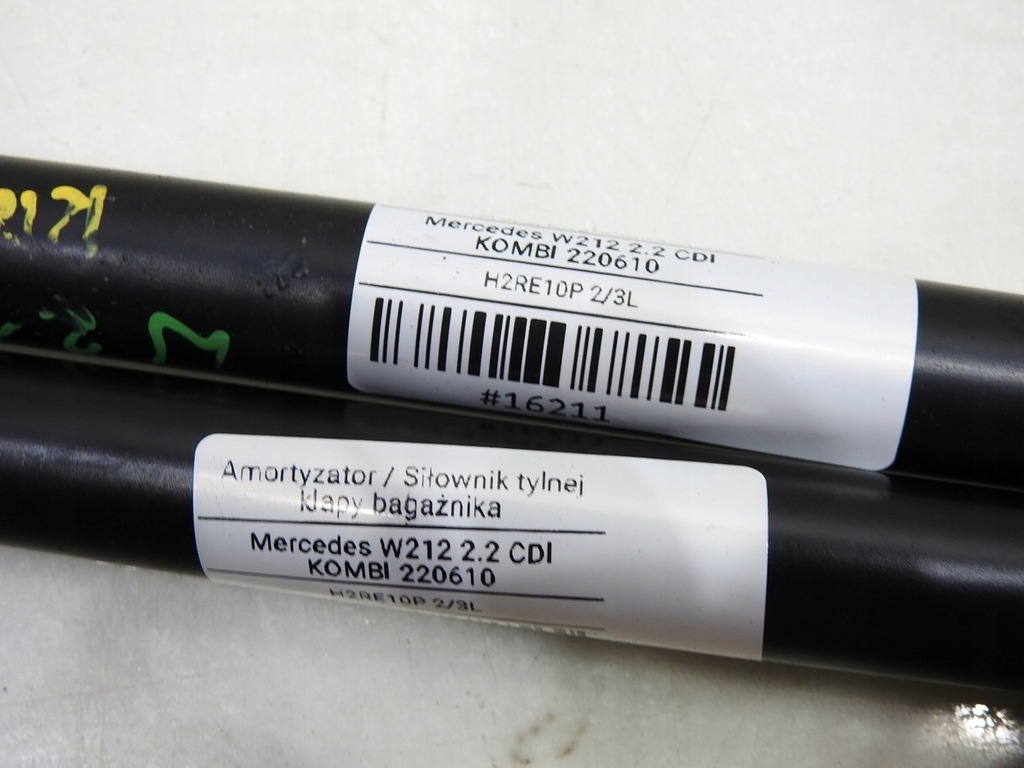 Mercedes W212 2.2 CDI
KOMBI 220610
H2RE10P 2/3L
#16211
Amortyzator / Siłownik tylnej
klapy bagażnika
Mercedes W212 2.2 CDI
KOMBI 220610
H2RE10P 2/3L